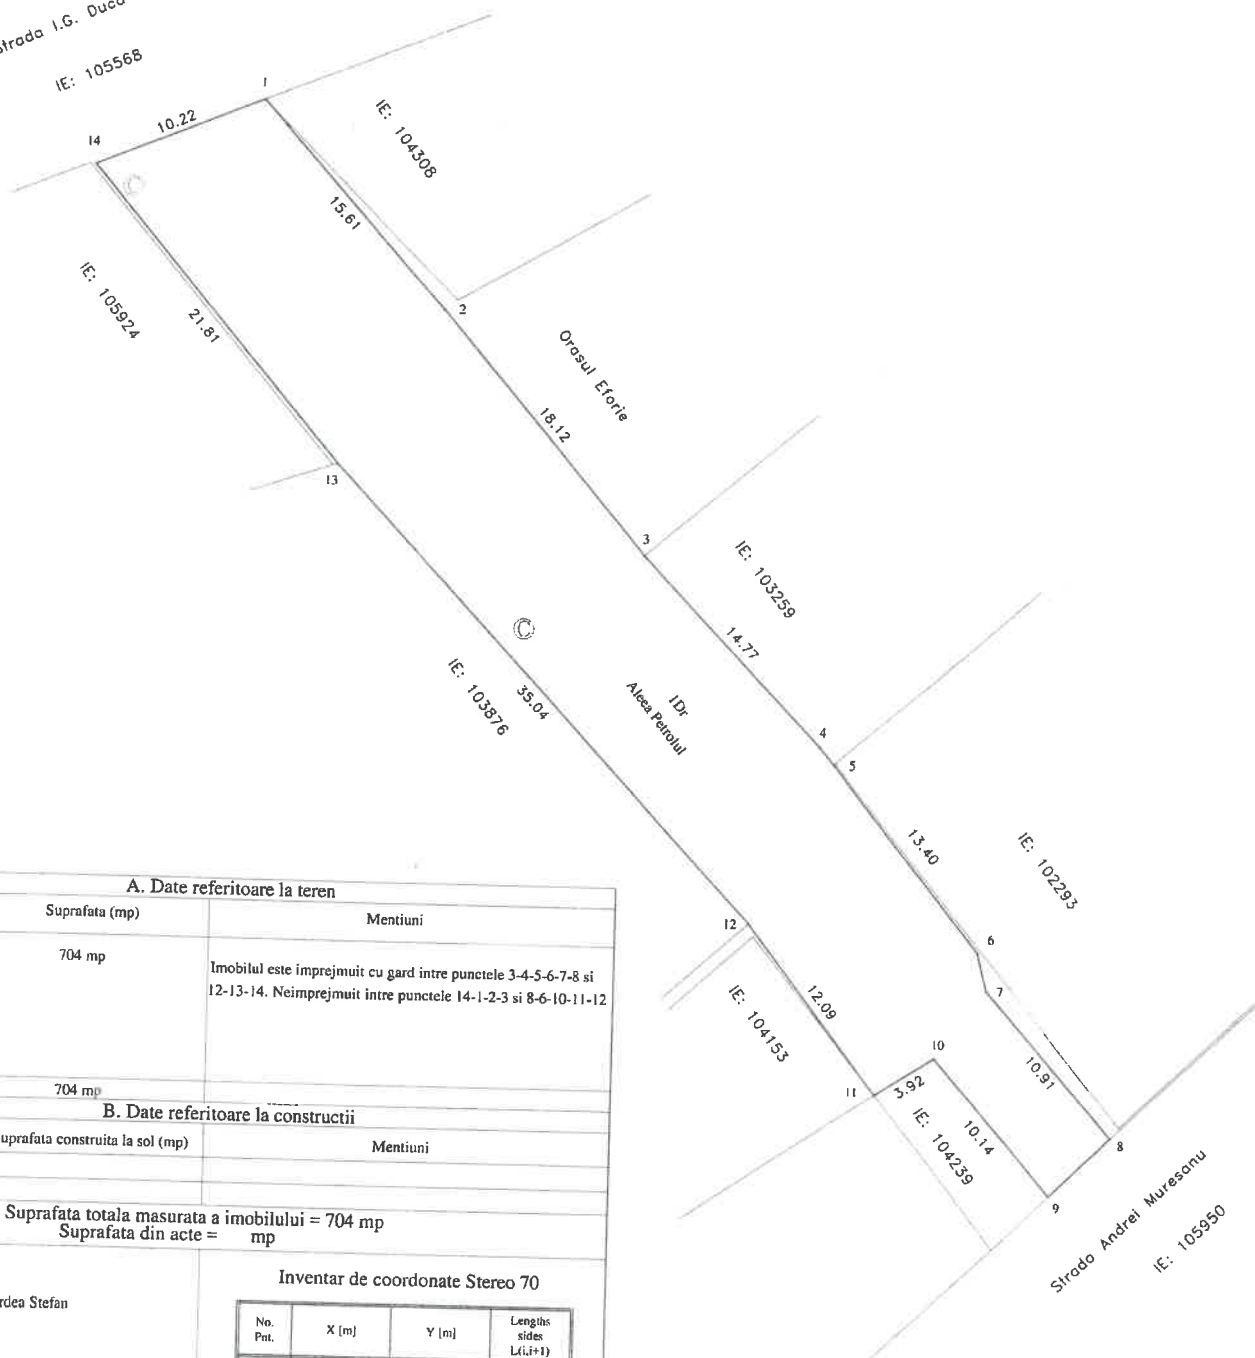 Strada I.G. Duca
IE: 105568
1
14
10.22
IE: 104308
15.61
IE: 105924
21.81
2
Orasul Eforie
18.12
13
3
IE: 103259
14.77
©
IE: 103876
35.04
1Dr
Aleea Petrolul
4
5
13.40
IE: 102293
12
6
7
12.09
IE: 104153
10
10.91
11
3.92
10.14
IE: 104239
8
9
Strada Andrei Muresanu
IE: 105950
A. Date referitoare la teren
Suprafata (mp)
Mentiuni
704 mp
Imobilul este imprejmuit cu gard intre punctele 3-4-5-6-7-8 si
12-13-14. Neimprejmuit intre punctele 14-1-2-3 si 8-6-10-11-12
704 mp
B. Date referitoare la constructii
uprafata construita la sol (mp)
Mentiuni
Suprafata totala masurata a imobilului = 704 mp
Suprafata din acte = mp
rdea Stefan
Inventar de coordonate Stereo 70
No.
Pnt.
X [m]
Y [m]
Lengths
sides
L(i,i+1)